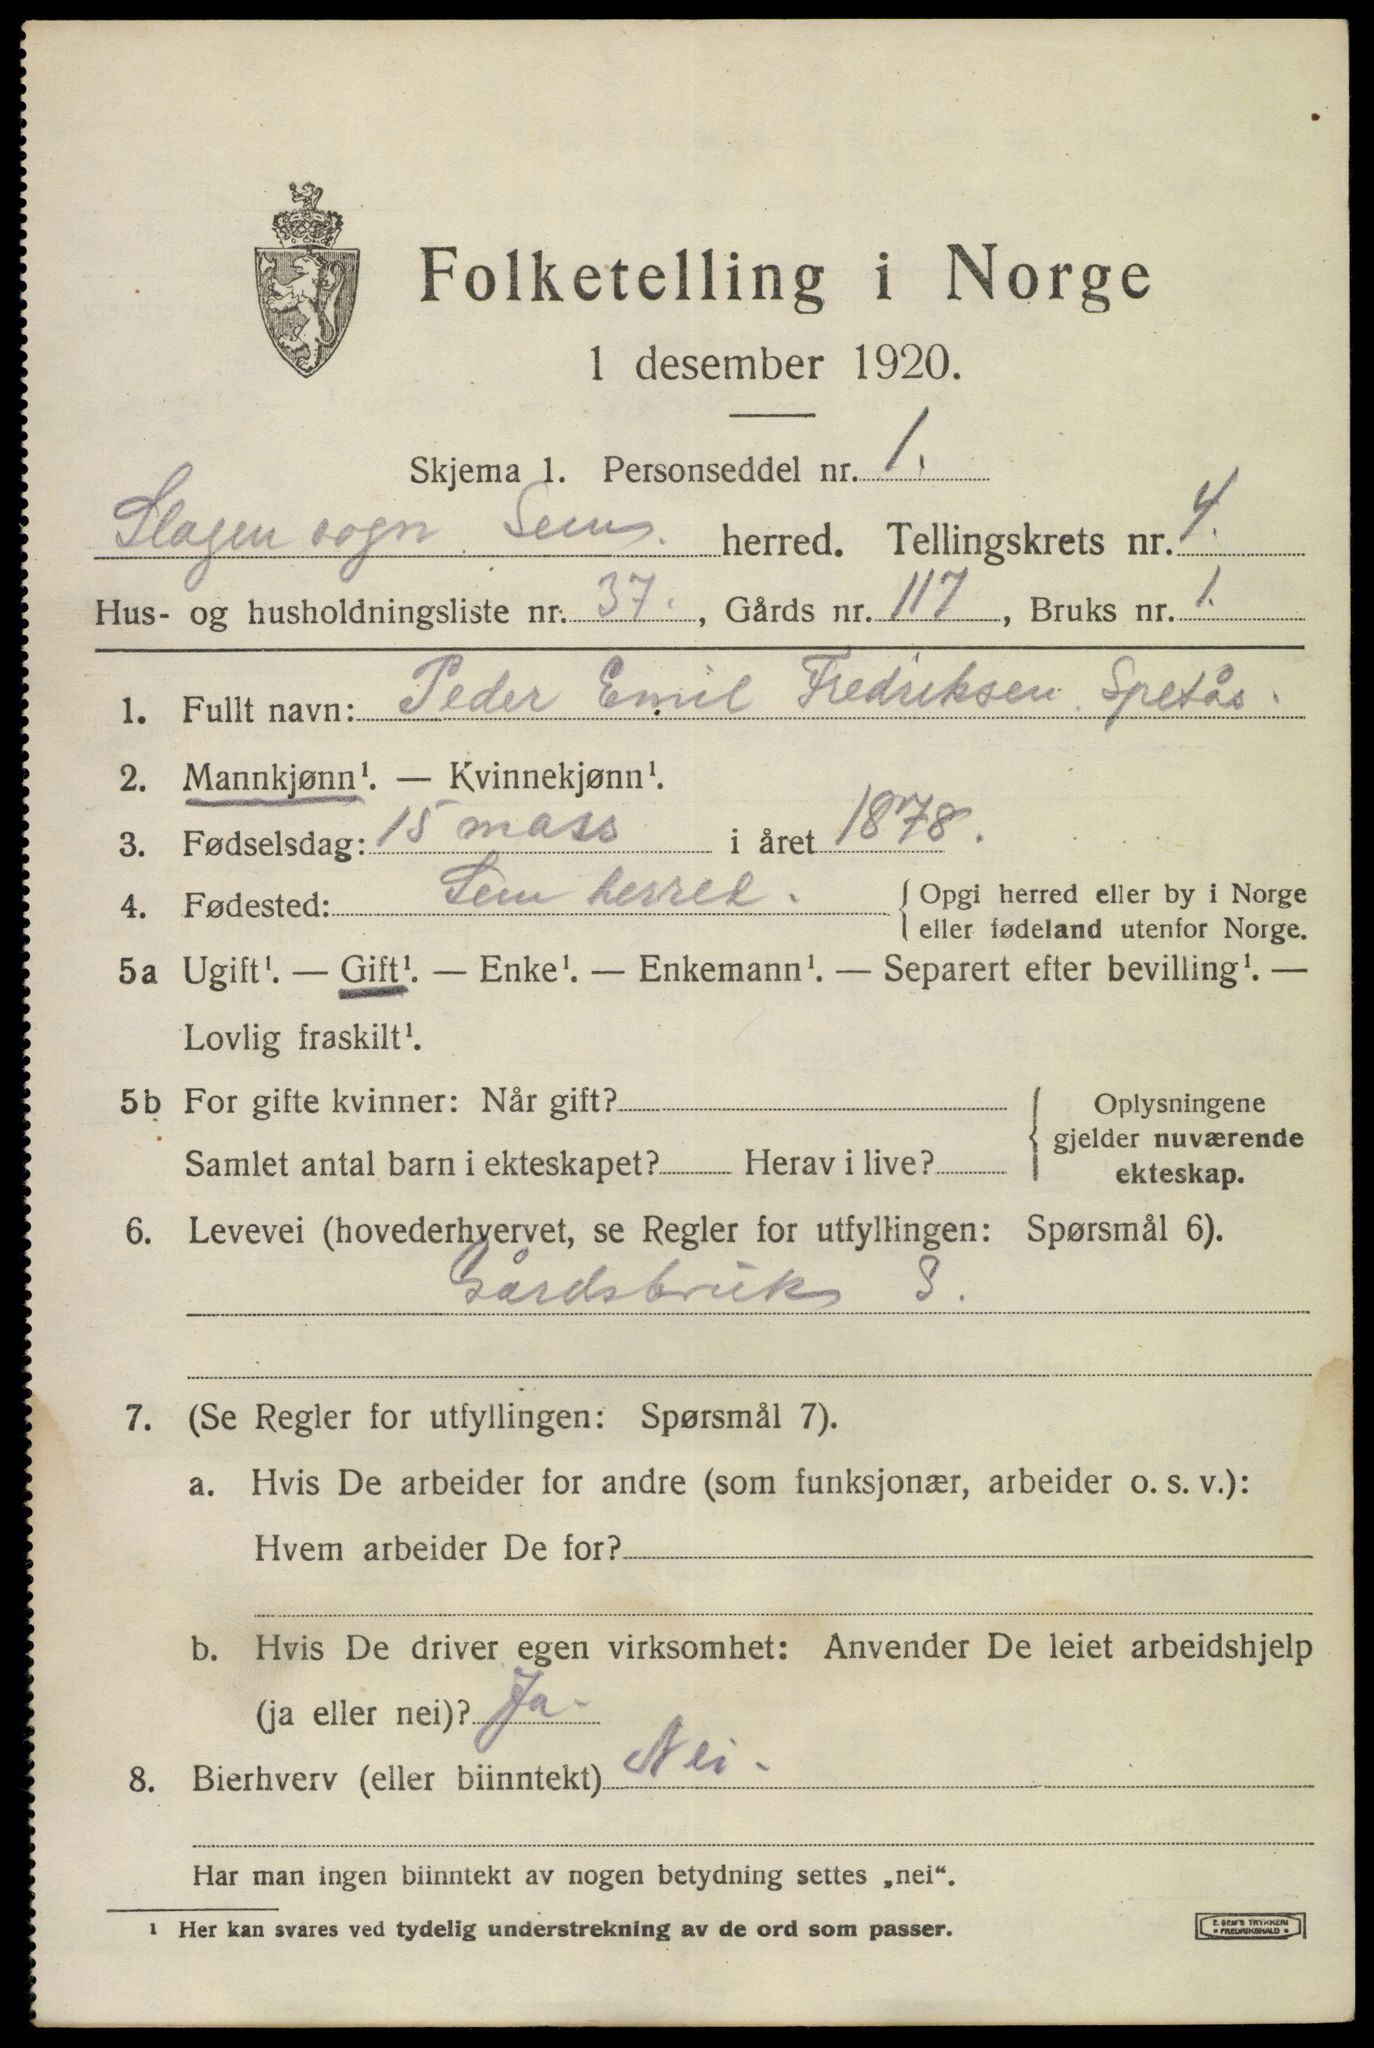 Folketelling i Norge
1 desember 1920.
Skjema 1. Personseddel nr. 1.
Slagen sogn Sem. herred. Tellingskrets nr. 4.
Hus- og husholdningsliste nr. 37., Gårds nr. 117, Bruks nr. 1.
1. Fullt navn: Peder Emil Fredriksen Spetås.
2. Mannkjønn¹. — Kvinnekjønn¹.
3. Fødselsdag: 15 mars i året 1878.
4. Fødested: Sem herred. { Opgi herred eller by i Norge
eller fødeland utenfor Norge.
5a Ugift¹. — Gift¹. — Enke¹. — Enkemann¹. — Separert efter bevilling¹. —
Lovlig fraskilt¹.
5b For gifte kvinner: Når gift? { Oplysningene
gjelder nuværende
Samlet antal barn i ekteskapet? Herav i live? ekteskap.
6. Levevei (hovederhvervet, se Regler for utfyllingen: Spørsmål 6).
Gårdsbruk S.
7. (Se Regler for utfyllingen: Spørsmål 7).
a. Hvis De arbeider for andre (som funksjonær, arbeider o. s. v.):
Hvem arbeider De for?
b. Hvis De driver egen virksomhet: Anvender De leiet arbeidshjelp
(ja eller nei)? Ja-
8. Bierhverv (eller biinntekt) Nei-
Har man ingen biinntekt av nogen betydning settes „nei“.
¹ Her kan svares ved tydelig understrekning av de ord som passer.
E. SEM'S TRYKKERI
FREDRIKSHALD